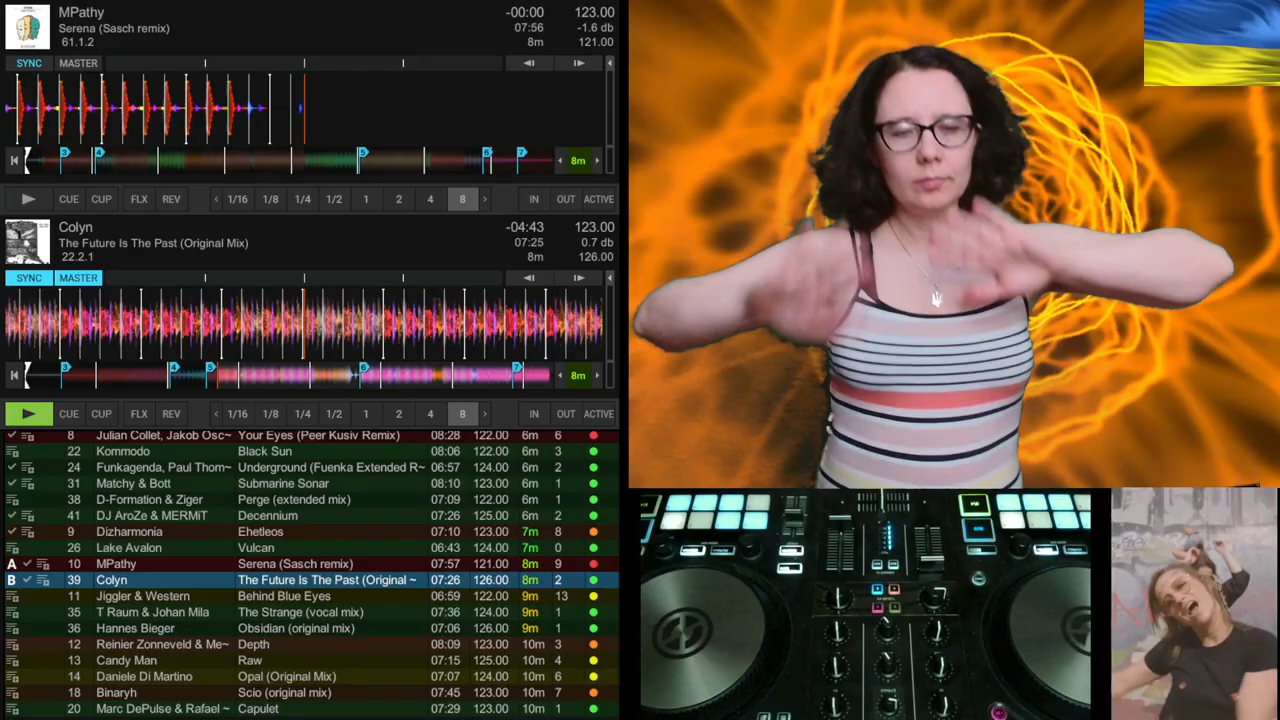 MPathy -00:00 123.00
Serena (Sasch remix) 07:56 -1.6 db
61.1.2 8m 121.00
SYNC MASTER
3 4 5 6 7 8m
CUE CUP FLX REV 1/16 1/8 1/4 1/2 1 2 4 8 IN OUT ACTIVE
Colyn -04:43 123.00
The Future Is The Past (Original Mix) 07:25 0.7 db
22.2.1 8m 126.00
SYNC MASTER
3 4 5 6 7 8m
CUE CUP FLX REV 1/16 1/8 1/4 1/2 1 2 4 8 IN OUT ACTIVE
8 Julian Collet, Jakob Osc~ Your Eyes (Peer Kusiv Remix) 08:28 122.00 6m 6
22 Kommodo Black Sun 08:06 122.00 6m 3
24 Funkagenda, Paul Thom~ Underground (Fuenka Extended R~ 06:57 124.00 6m 2
31 Matchy & Bott Submarine Sonar 08:10 123.00 6m 1
38 D-Formation & Ziger Perge (extended mix) 07:09 122.00 6m 1
41 DJ AroZe & MERMiT Decennium 07:26 125.00 6m 2
9 Dizharmonia Ehetleos 07:10 123.00 7m 8
26 Lake Avalon Vulcan 06:43 124.00 7m 0
A 10 MPathy Serena (Sasch remix) 07:57 121.00 8m 9
B 39 Colyn The Future Is The Past (Original ~ 07:26 126.00 8m 2
11 Jiggler & Western Behind Blue Eyes 06:59 122.00 9m 13
35 T Raum & Johan Mila The Strange (vocal mix) 07:36 124.00 9m 1
36 Hannes Bieger Obsidian (original mix) 07:06 126.00 9m 1
12 Reinier Zonneveld & Me~ Depth 08:09 123.00 10m 3
13 Candy Man Raw 07:15 125.00 10m 4
14 Daniele Di Martino Opal (Original Mix) 07:07 124.00 10m 6
18 Binaryh Scio (original mix) 07:45 123.00 10m 7
20 Marc DePulse & Rafael ~ Capulet 07:29 123.00 10m 1